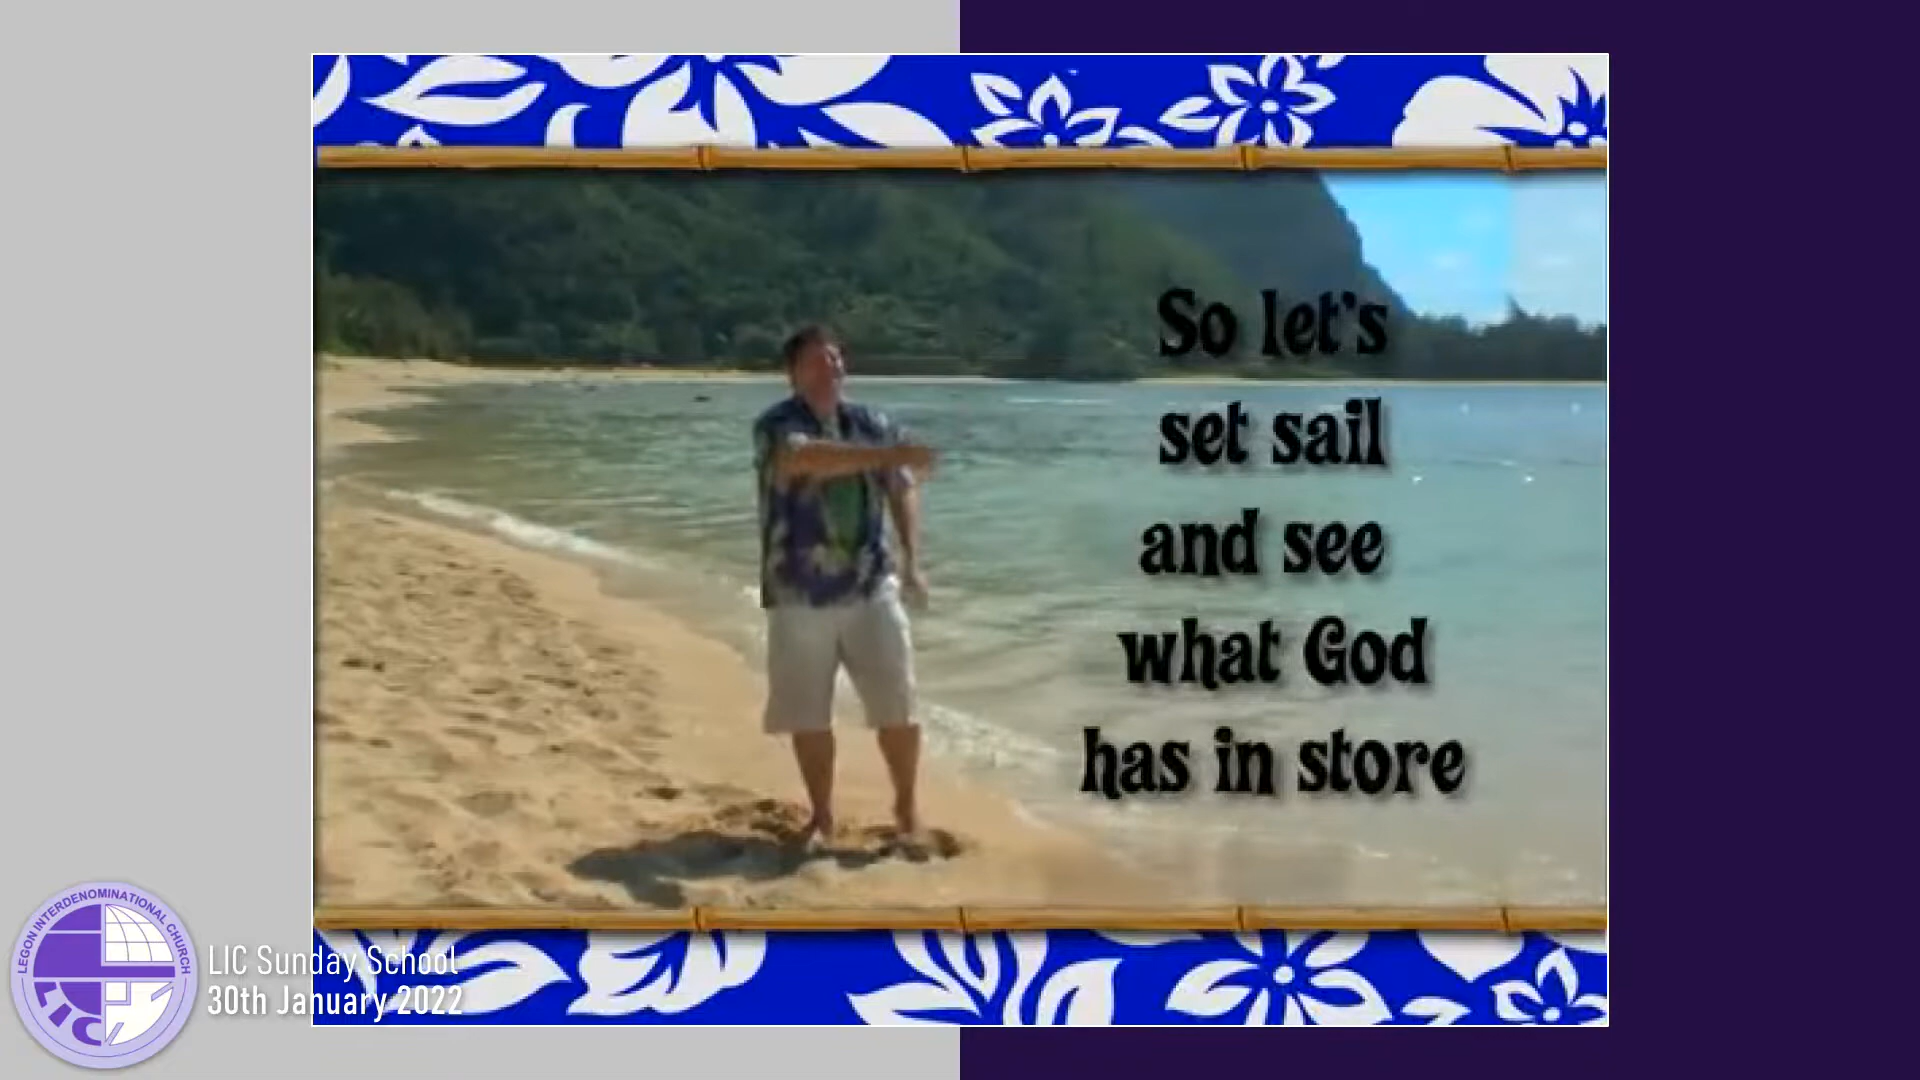 So let's
set sail
and see
what God
has in store
LEGON INTERDENOMINATIONAL CHURCH
LIC
LIC Sunday School
30th January 2022